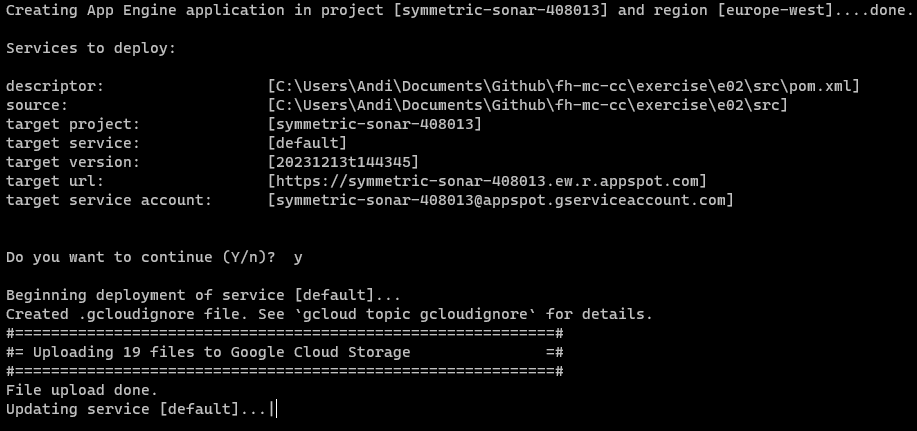 Creating App Engine application in project [symmetric-sonar-408013] and region [europe-west]....done.
Services to deploy:
descriptor: [C:\Users\Andi\Documents\Github\fh-mc-cc\exercise\e02\src\pom.xml]
source: [C:\Users\Andi\Documents\Github\fh-mc-cc\exercise\e02\src]
target project: [symmetric-sonar-408013]
target service: [default]
target version: [20231213t144345]
target url: [https://symmetric-sonar-408013.ew.r.appspot.com]
target service account: [symmetric-sonar-408013@appspot.gserviceaccount.com]
Do you want to continue (Y/n)?  y
Beginning deployment of service [default]...
Created .gcloudignore file. See `gcloud topic gcloudignore` for details.
#============================================================#
#= Uploading 19 files to Google Cloud Storage               =#
#============================================================#
File upload done.
Updating service [default]...|